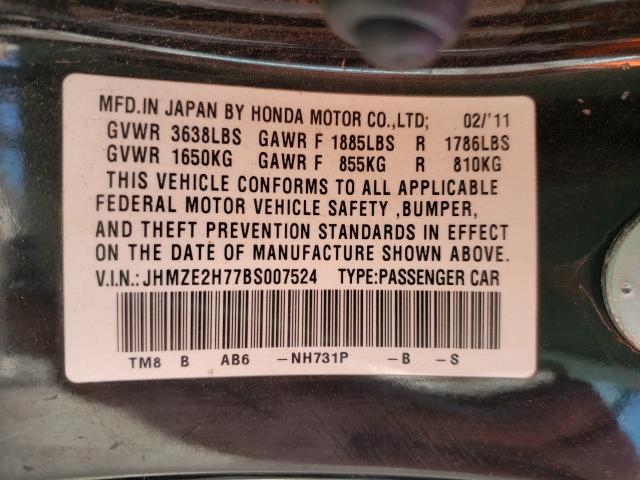 MFD.IN JAPAN BY HONDA MOTOR CO.,LTD; 02/'11
GVWR 3638LBS GAWR F 1885LBS R 1786LBS
GVWR 1650KG GAWR F 855KG R 810KG
THIS VEHICLE CONFORMS TO ALL APPLICABLE
FEDERAL MOTOR VEHICLE SAFETY ,BUMPER,
AND THEFT PREVENTION STANDARDS IN EFFECT
ON THE DATE OF MANUFACTURE SHOWN ABOVE.
V.I.N.: JHMZE2H77BS007524 TYPE:PASSENGER CAR
TM8 B AB6 -NH731P -B -S